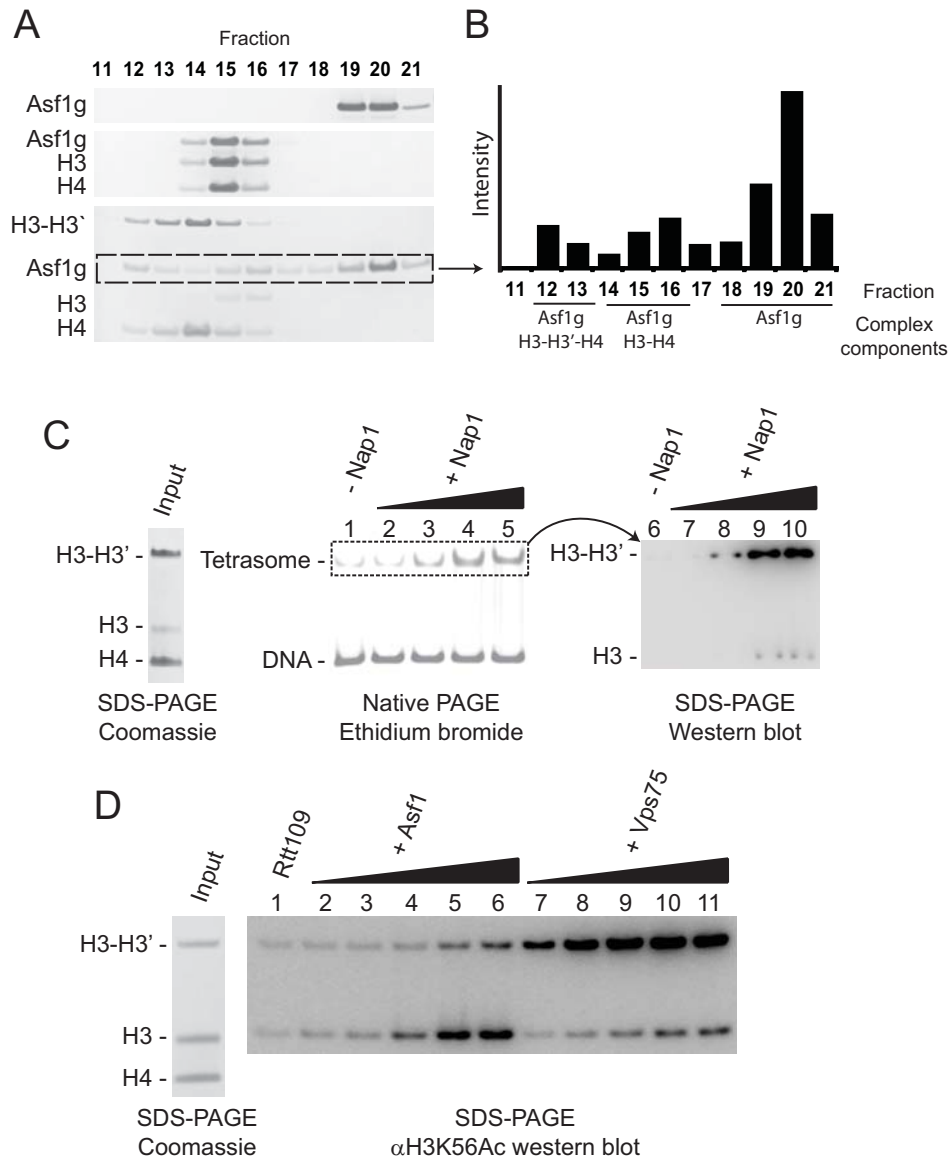 A
Fraction
11 12 13 14 15 16 17 18 19 20 21
Asf1g
Asf1g
H3
H4
H3-H3`
Asf1g
H3
H4
B
Intensity
11 12 13 14 15 16 17 18 19 20 21 Fraction
Asf1g Asf1g Asf1g Complex
H3-H3'-H4 H3-H4 components
C
Input
H3-H3' -
H3 -
H4 -
SDS-PAGE
Coomassie
- Nap1 + Nap1
1 2 3 4 5
Tetrasome -
DNA -
Native PAGE
Ethidium bromide
- Nap1 + Nap1
6 7 8 9 10
H3-H3' -
H3 -
SDS-PAGE
Western blot
D
Input
H3-H3' -
H3 -
H4 -
SDS-PAGE
Coomassie
Rtt109 + Asf1 + Vps75
1 2 3 4 5 6 7 8 9 10 11
SDS-PAGE
αH3K56Ac western blot